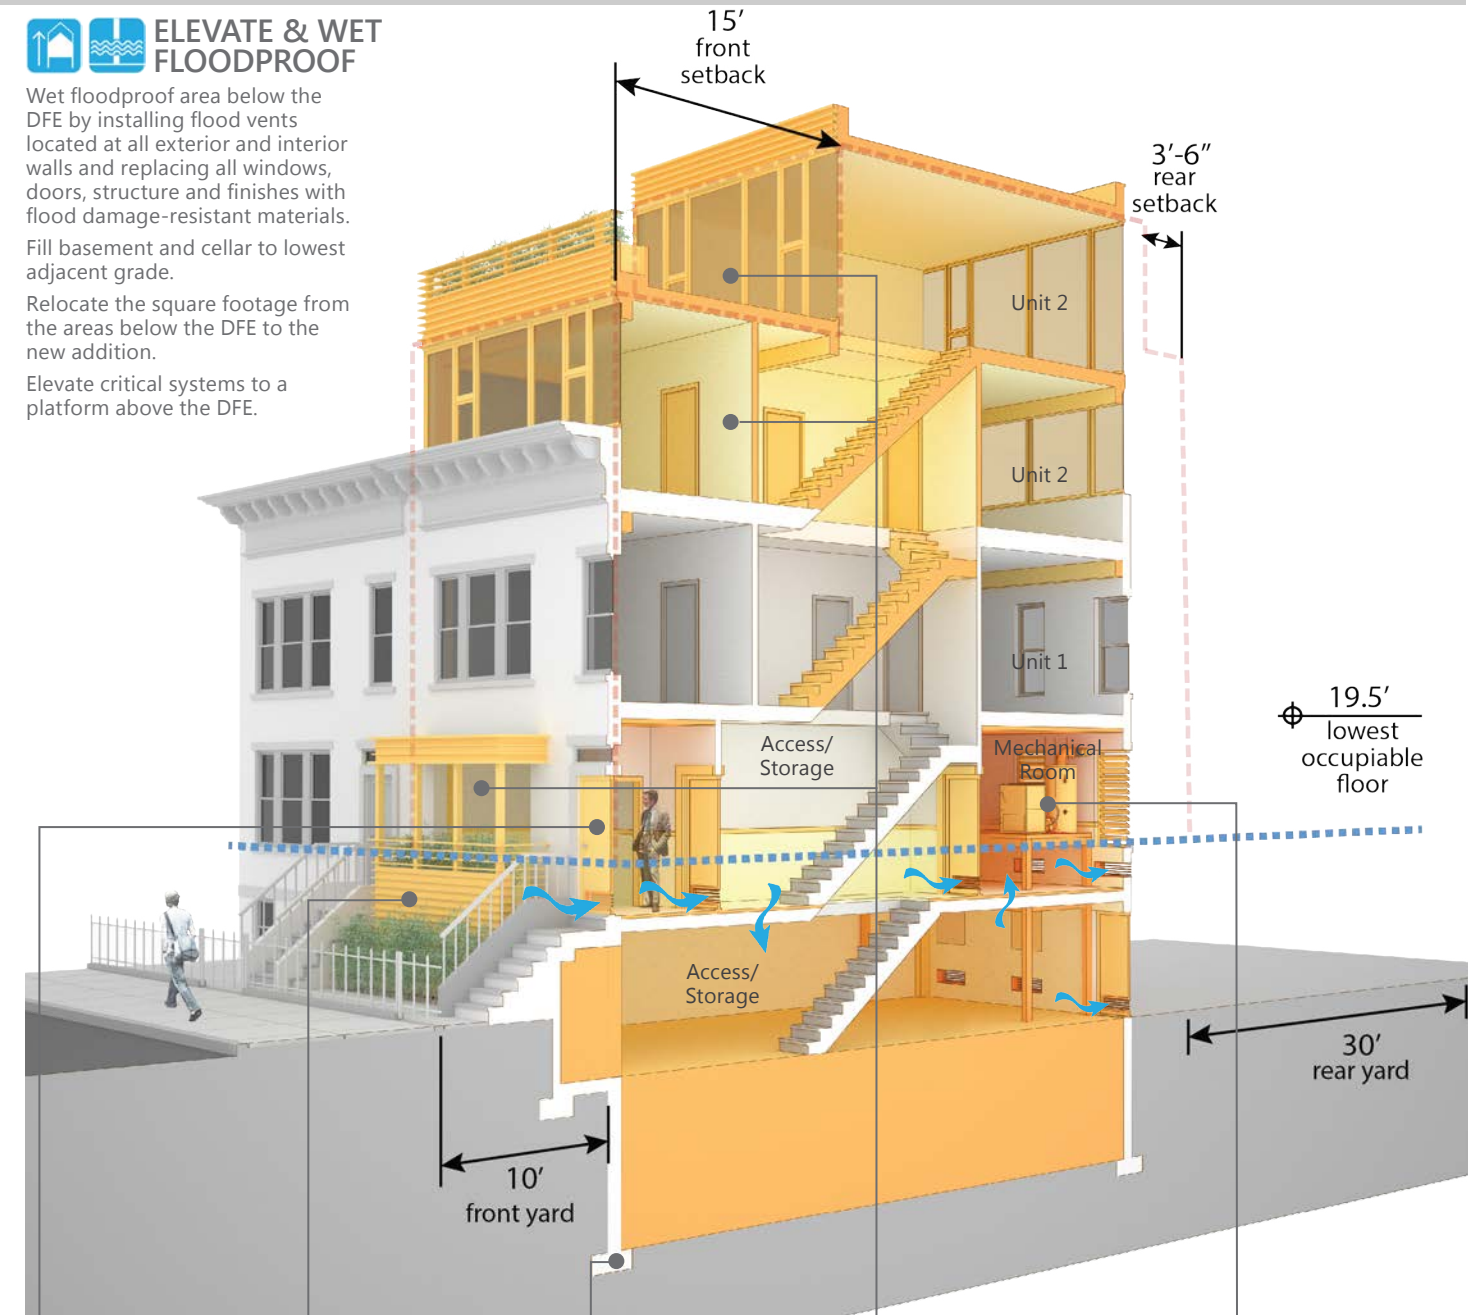 ELEVATE & WET
FLOODPROOF
Wet floodproof area below the
DFE by installing flood vents
located at all exterior and interior
walls and replacing all windows,
doors, structure and finishes with
flood damage-resistant materials.
Fill basement and cellar to lowest
adjacent grade.
Relocate the square footage from
the areas below the DFE to the
new addition.
Elevate critical systems to a
platform above the DFE.
15’
front
setback
3’-6”
rear
setback
Unit 2
Unit 2
Unit 1
19.5’
lowest
occupiable
floor
Access/
Storage
Mechanical
Room
Access/
Storage
30’
rear yard
10’
front yard